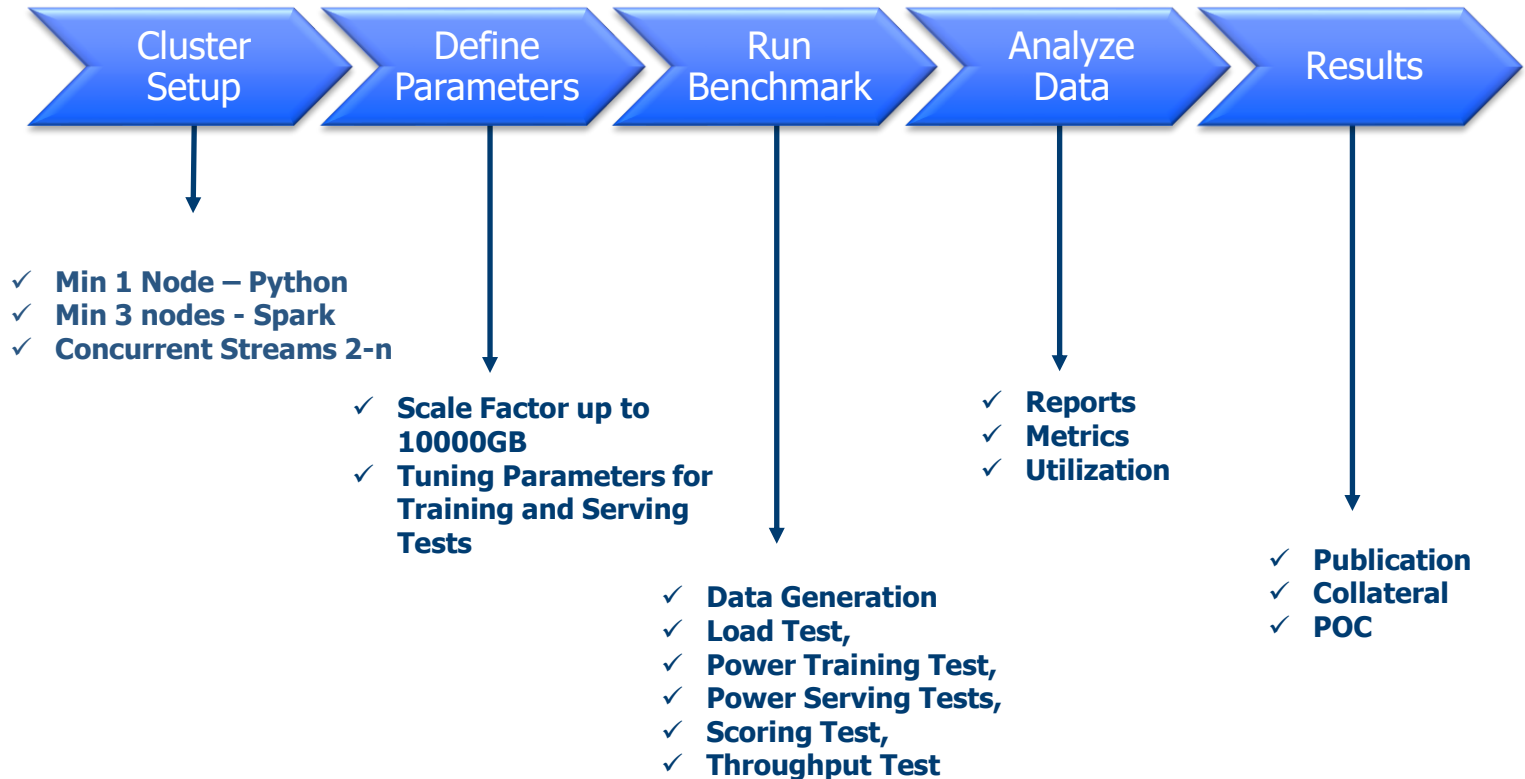 Cluster
Setup
Define
Parameters
Run
Benchmark
Analyze
Data
Results
✓ Min 1 Node – Python
✓ Min 3 nodes - Spark
✓ Concurrent Streams 2-n
✓ Scale Factor up to
10000GB
✓ Tuning Parameters for
Training and Serving
Tests
✓ Data Generation
✓ Load Test,
✓ Power Training Test,
✓ Power Serving Tests,
✓ Scoring Test,
✓ Throughput Test
✓ Reports
✓ Metrics
✓ Utilization
✓ Publication
✓ Collateral
✓ POC